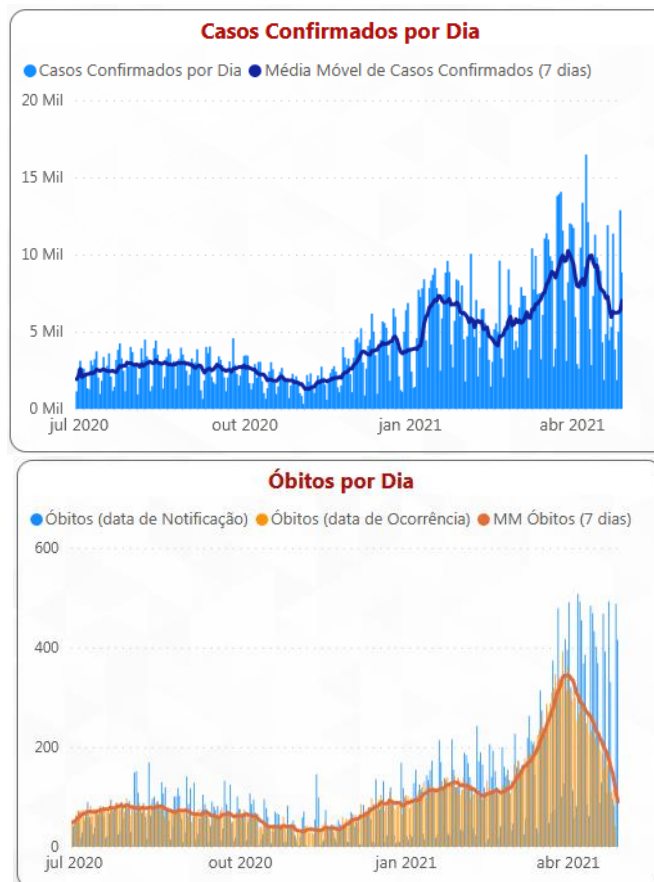 Casos Confirmados por Dia
Casos Confirmados por Dia Média Móvel de Casos Confirmados (7 dias)
20 Mil
15 Mil
10 Mil
5 Mil
0 Mil
jul 2020 out 2020 jan 2021 abr 2021
Óbitos por Dia
Óbitos (data de Notificação) Óbitos (data de Ocorrência) MM Óbitos (7 dias)
600
400
200
0
jul 2020 out 2020 jan 2021 abr 2021